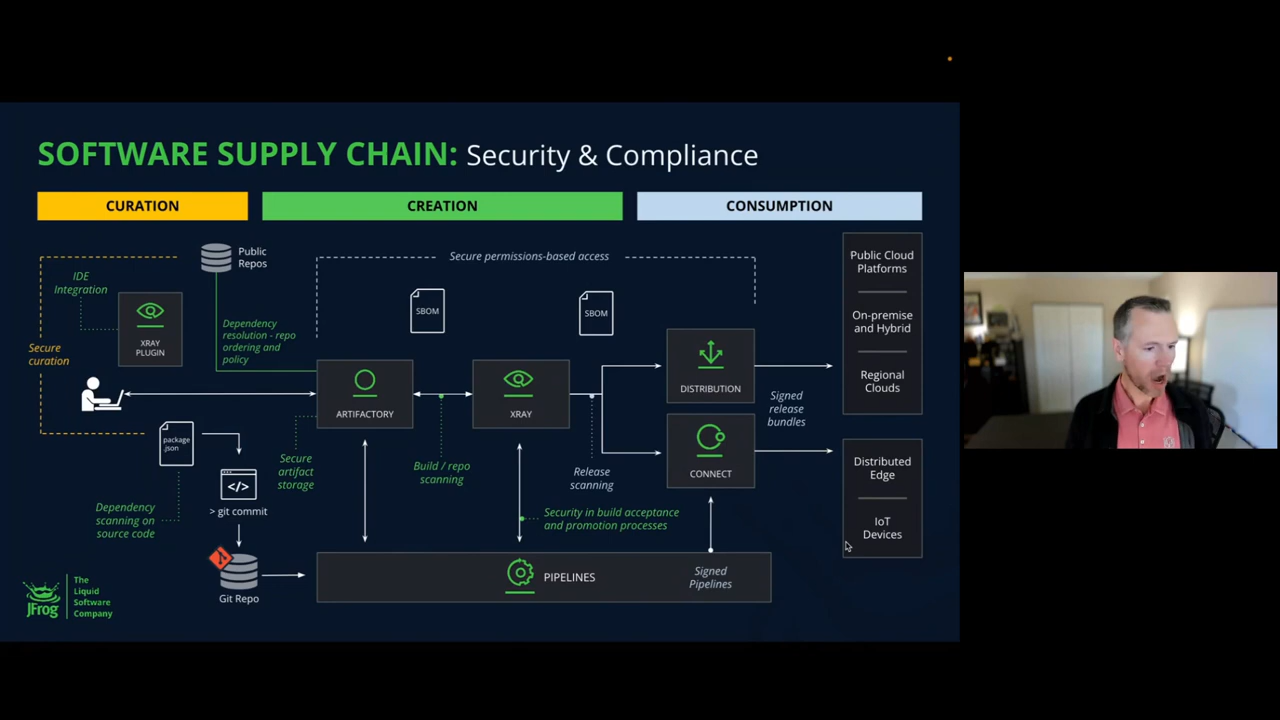 SOFTWARE SUPPLY CHAIN: Security & Compliance
CURATION
CREATION
CONSUMPTION
Public
Repos
Secure permissions-based access
Public Cloud
Platforms
On-premise
and Hybrid
Regional
Clouds
IDE
Integration
SBOM
SBOM
XRAY
PLUGIN
Dependency
resolution - repo
ordering and
policy
Secure
curation
ARTIFACTORY
XRAY
DISTRIBUTION
Signed
release
bundles
package
.json
Secure
artifact
storage
Build / repo
scanning
Release
scanning
CONNECT
Distributed
Edge
IoT
Devices
</>
> git commit
Dependency
scanning on
source code
Security in build acceptance
and promotion processes
PIPELINES
Signed
Pipelines
Git Repo
JFrog
The
Liquid
Software
Company